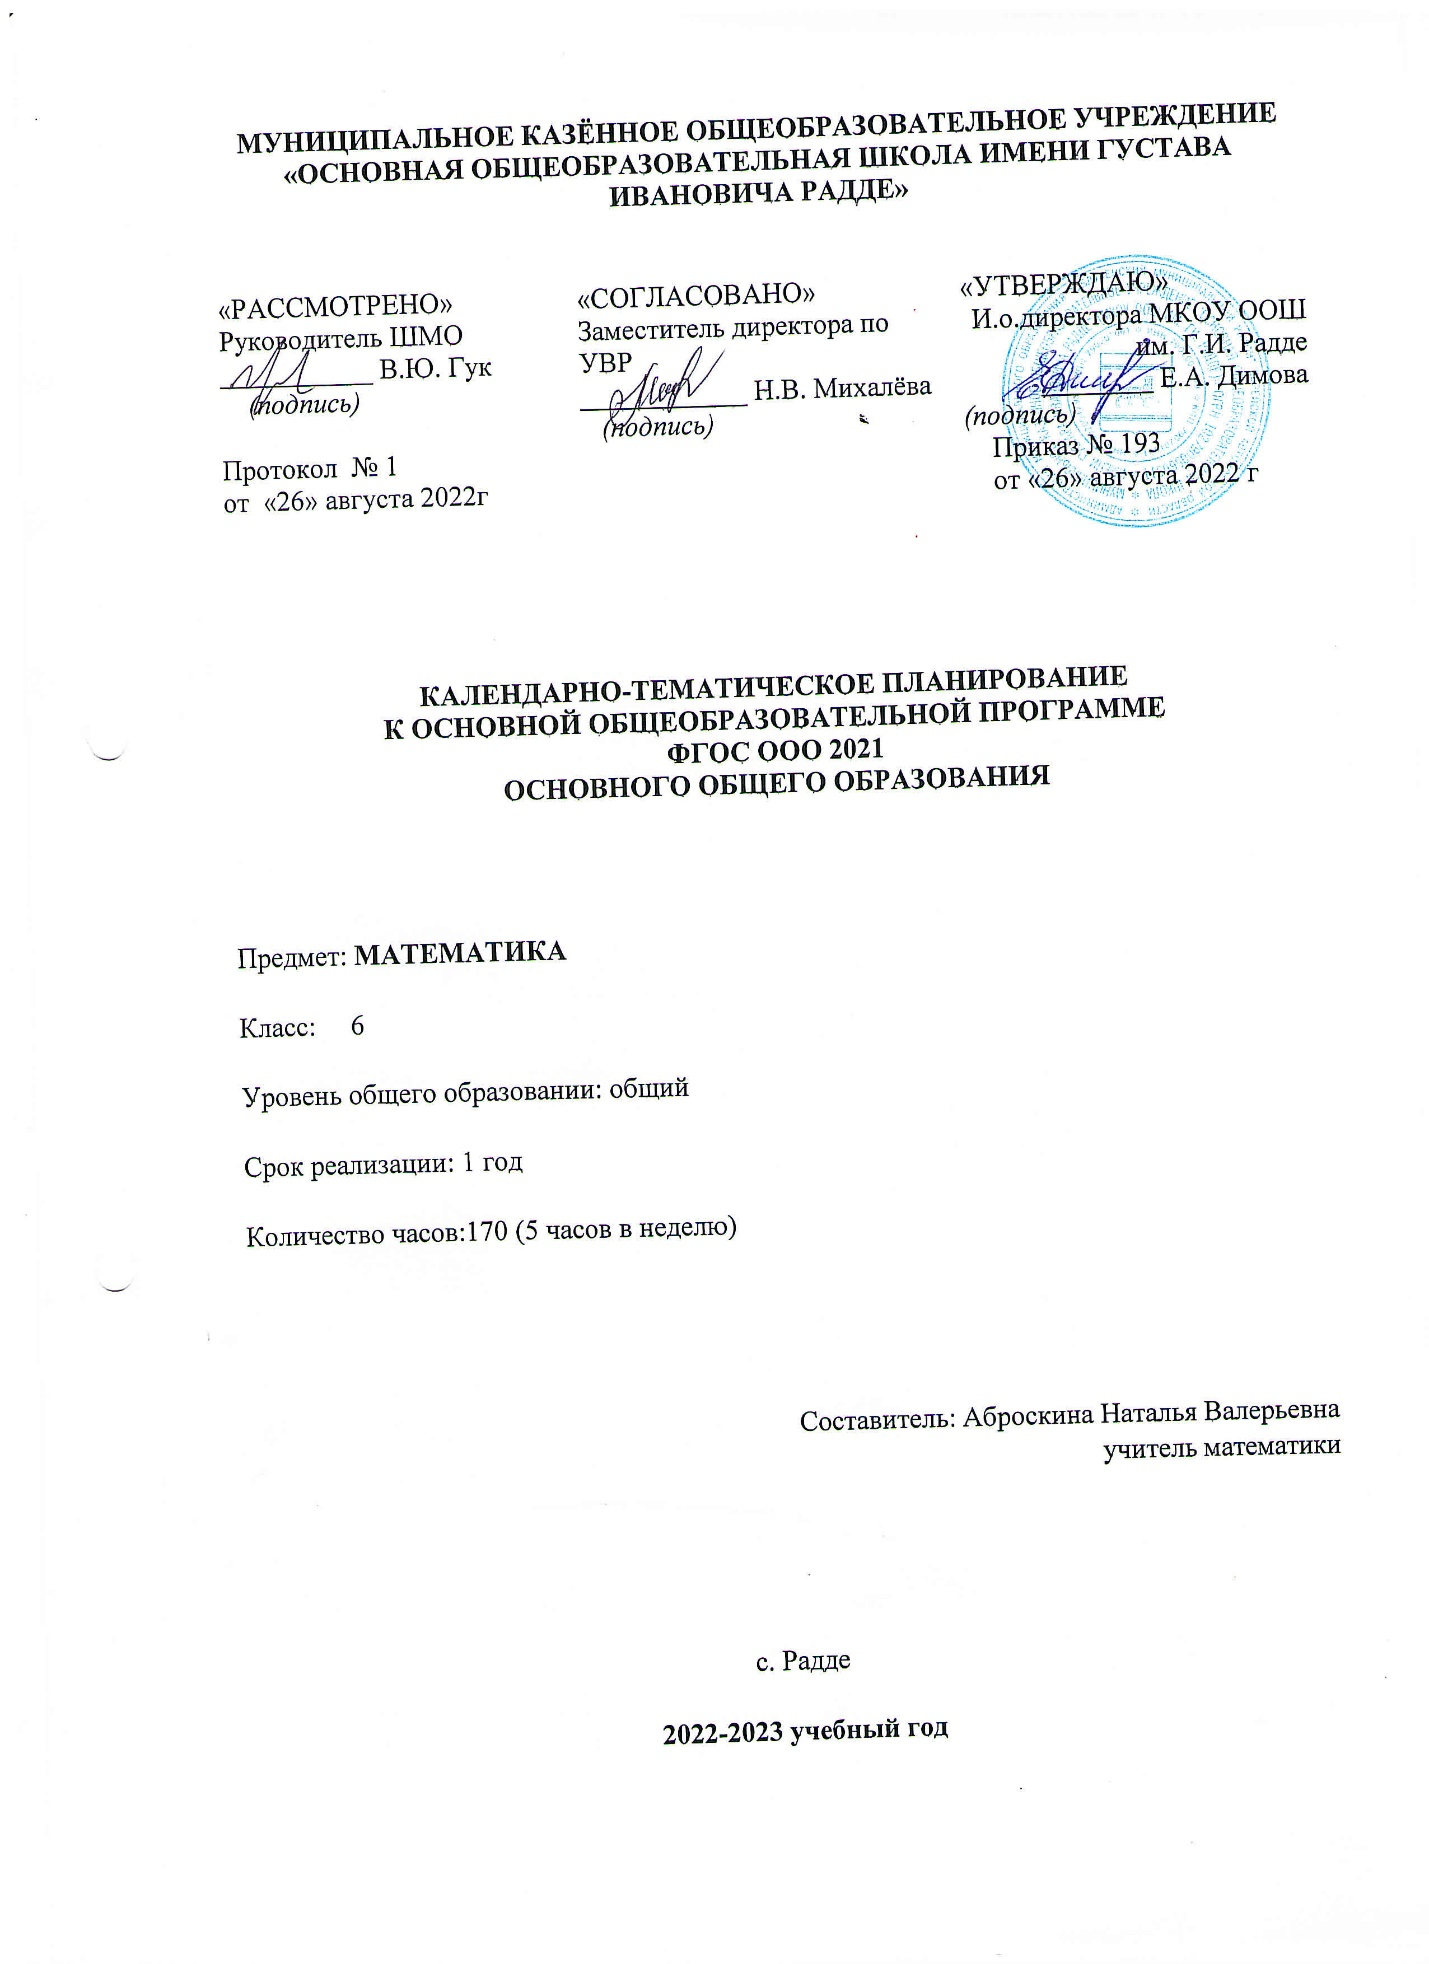 МУНИЦИПАЛЬНОЕ КАЗЁННОЕ ОБЩЕОБРАЗОВАТЕЛЬНОЕ УЧРЕЖДЕНИЕ
«ОСНОВНАЯ ОБЩЕОБРАЗОВАТЕЛЬНАЯ ШКОЛА ИМЕНИ ГУСТАВА
ИВАНОВИЧА РАДДЕ»
«РАССМОТРЕНО»
Руководитель ШМО
____________ В.Ю. Гук
(подпись)
Протокол № 1
от «26» августа 2022г
«СОГЛАСОВАНО»
Заместитель директора по
УВР
____________ Н.В. Михалёва
(подпись)
«УТВЕРЖДАЮ»
И.о.директора МКОУ ООШ
им. Г.И. Радде
____________ Е.А. Димова
(подпись)
Приказ № 193
от «26» августа 2022 г
КАЛЕНДАРНО-ТЕМАТИЧЕСКОЕ ПЛАНИРОВАНИЕ
К ОСНОВНОЙ ОБЩЕОБРАЗОВАТЕЛЬНОЙ ПРОГРАММЕ
ФГОС ООО 2021
ОСНОВНОГО ОБЩЕГО ОБРАЗОВАНИЯ
Предмет: МАТЕМАТИКА
Класс: 6
Уровень общего образовании: общий
Срок реализации: 1 год
Количество часов:170 (5 часов в неделю)
Составитель: Аброскина Наталья Валерьевна
учитель математики
с. Радде
2022-2023 учебный год